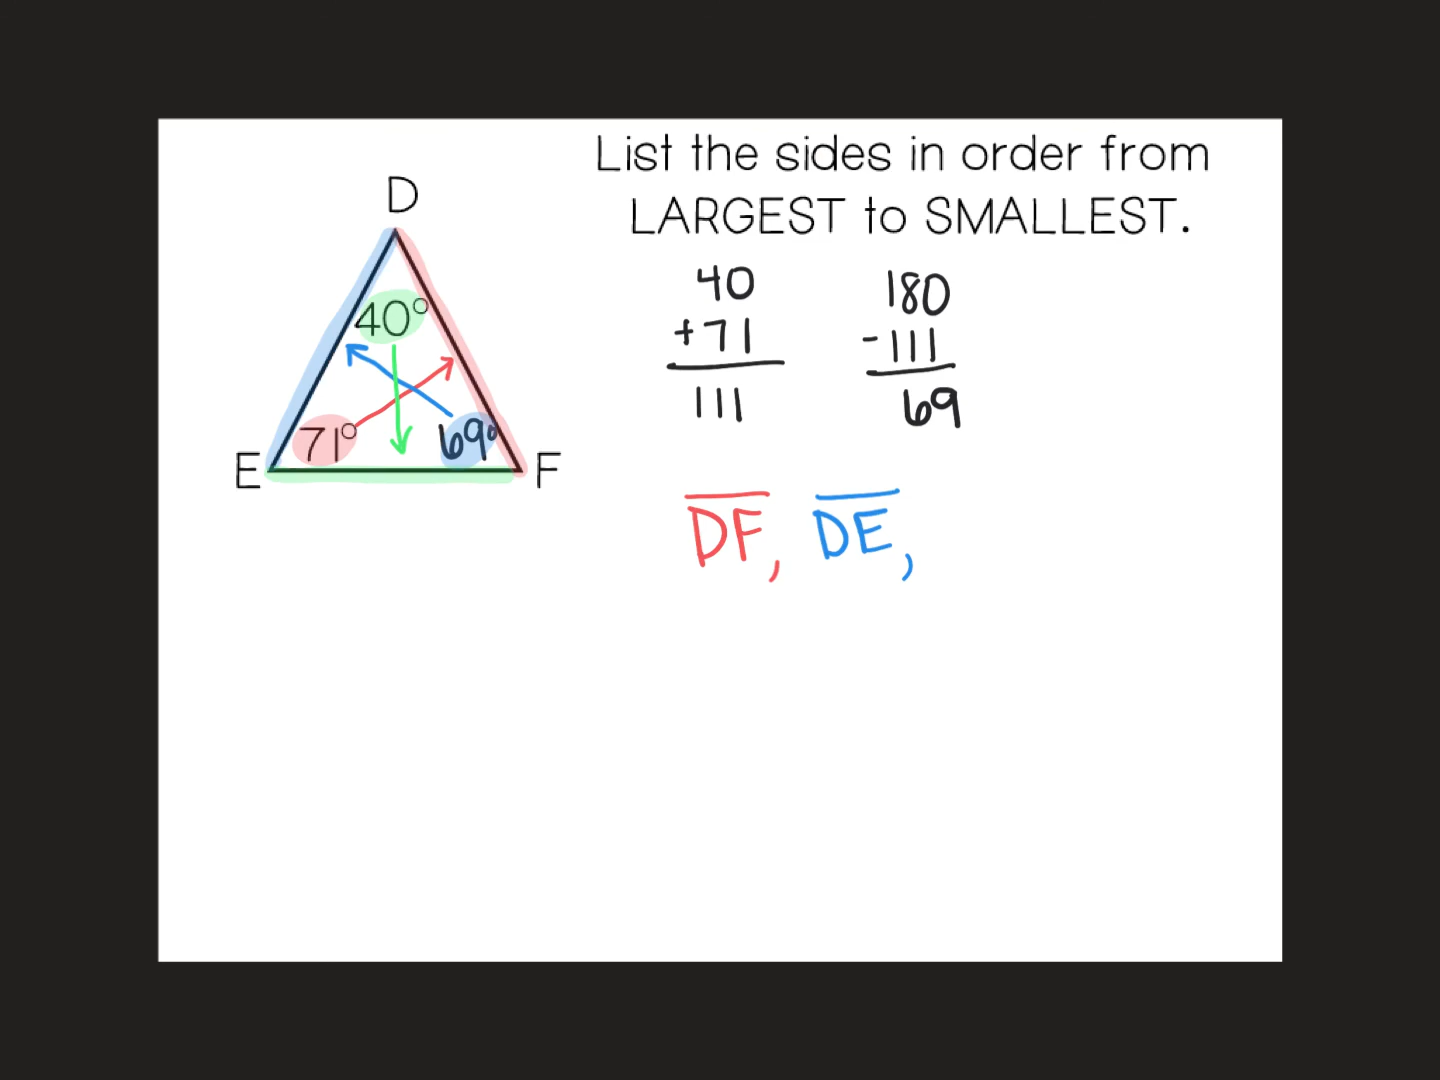 List the sides in order from
LARGEST to SMALLEST.
D
40°
71°
69°
E
F
40
+71
111
180
-111
69
DF, DE,